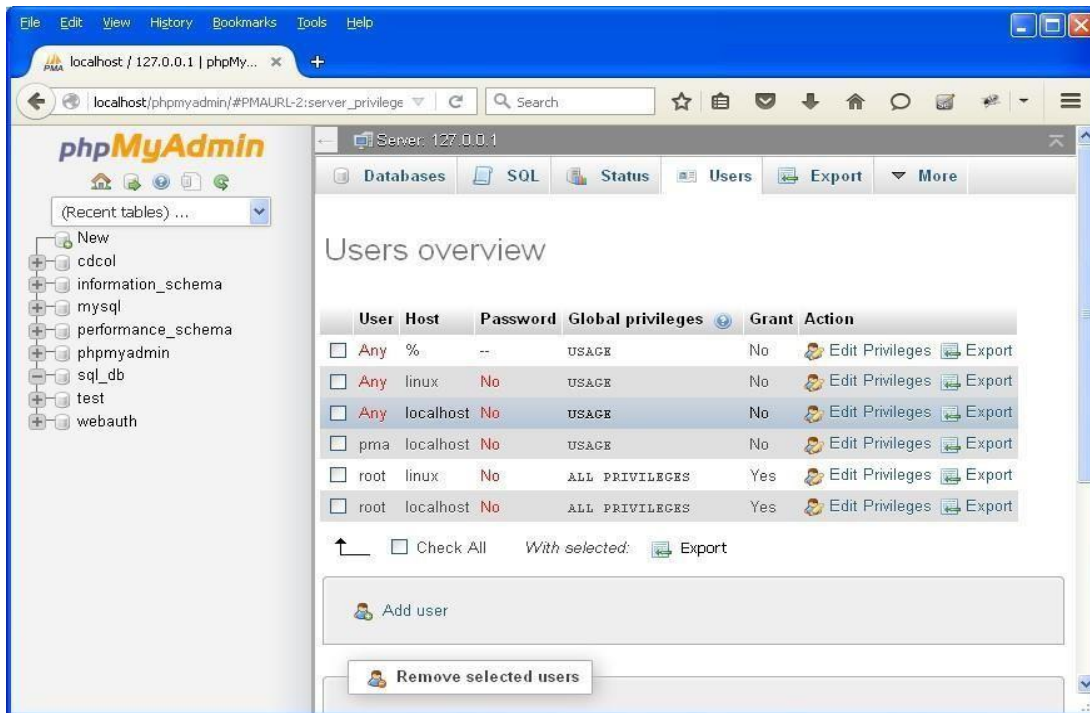 File Edit View History Bookmarks Tools Help
PMA localhost / 127.0.0.1 | phpMy...
localhost/phpmyadmin/#PMAURL-2:server_privilege Search
phpMyAdmin
(Recent tables) ...
New
cdcol
information_schema
mysql
performance_schema
phpmyadmin
sql_db
test
webauth
Server: 127.0.0.1
Databases SQL Status Users Export More
Users overview
User Host Password Global privileges Grant Action
Any % -- USAGE No Edit Privileges Export
Any linux No USAGE No Edit Privileges Export
Any localhost No USAGE No Edit Privileges Export
pma localhost No USAGE No Edit Privileges Export
root linux No ALL PRIVILEGES Yes Edit Privileges Export
root localhost No ALL PRIVILEGES Yes Edit Privileges Export
Check All With selected: Export
Add user
Remove selected users